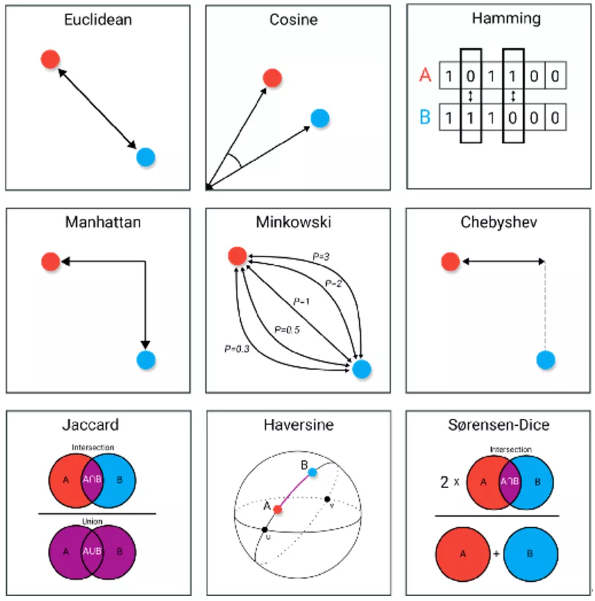 Euclidean
Cosine
Hamming
A 1 0 1 1 0 0
B 1 1 1 0 0 0
Manhattan
Minkowski
Chebyshev
P=3
P=2
P=1
P=0.5
P=0.3
Jaccard
Haversine
Sørensen-Dice
Intersection
A A∩B B
Union
A A∪B B
B
A
U
v
Intersection
2 x A A∩B B
A + B